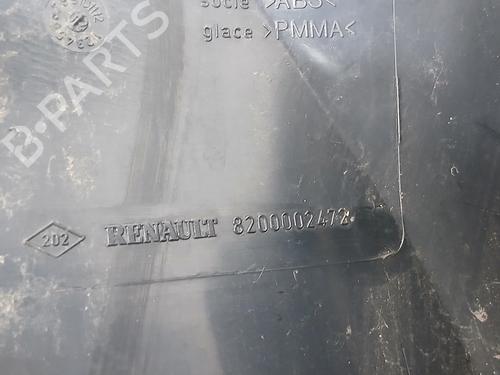 socle >ABS<
glace >PMMA<
B-PARTS
202 RENAULT 8200002472